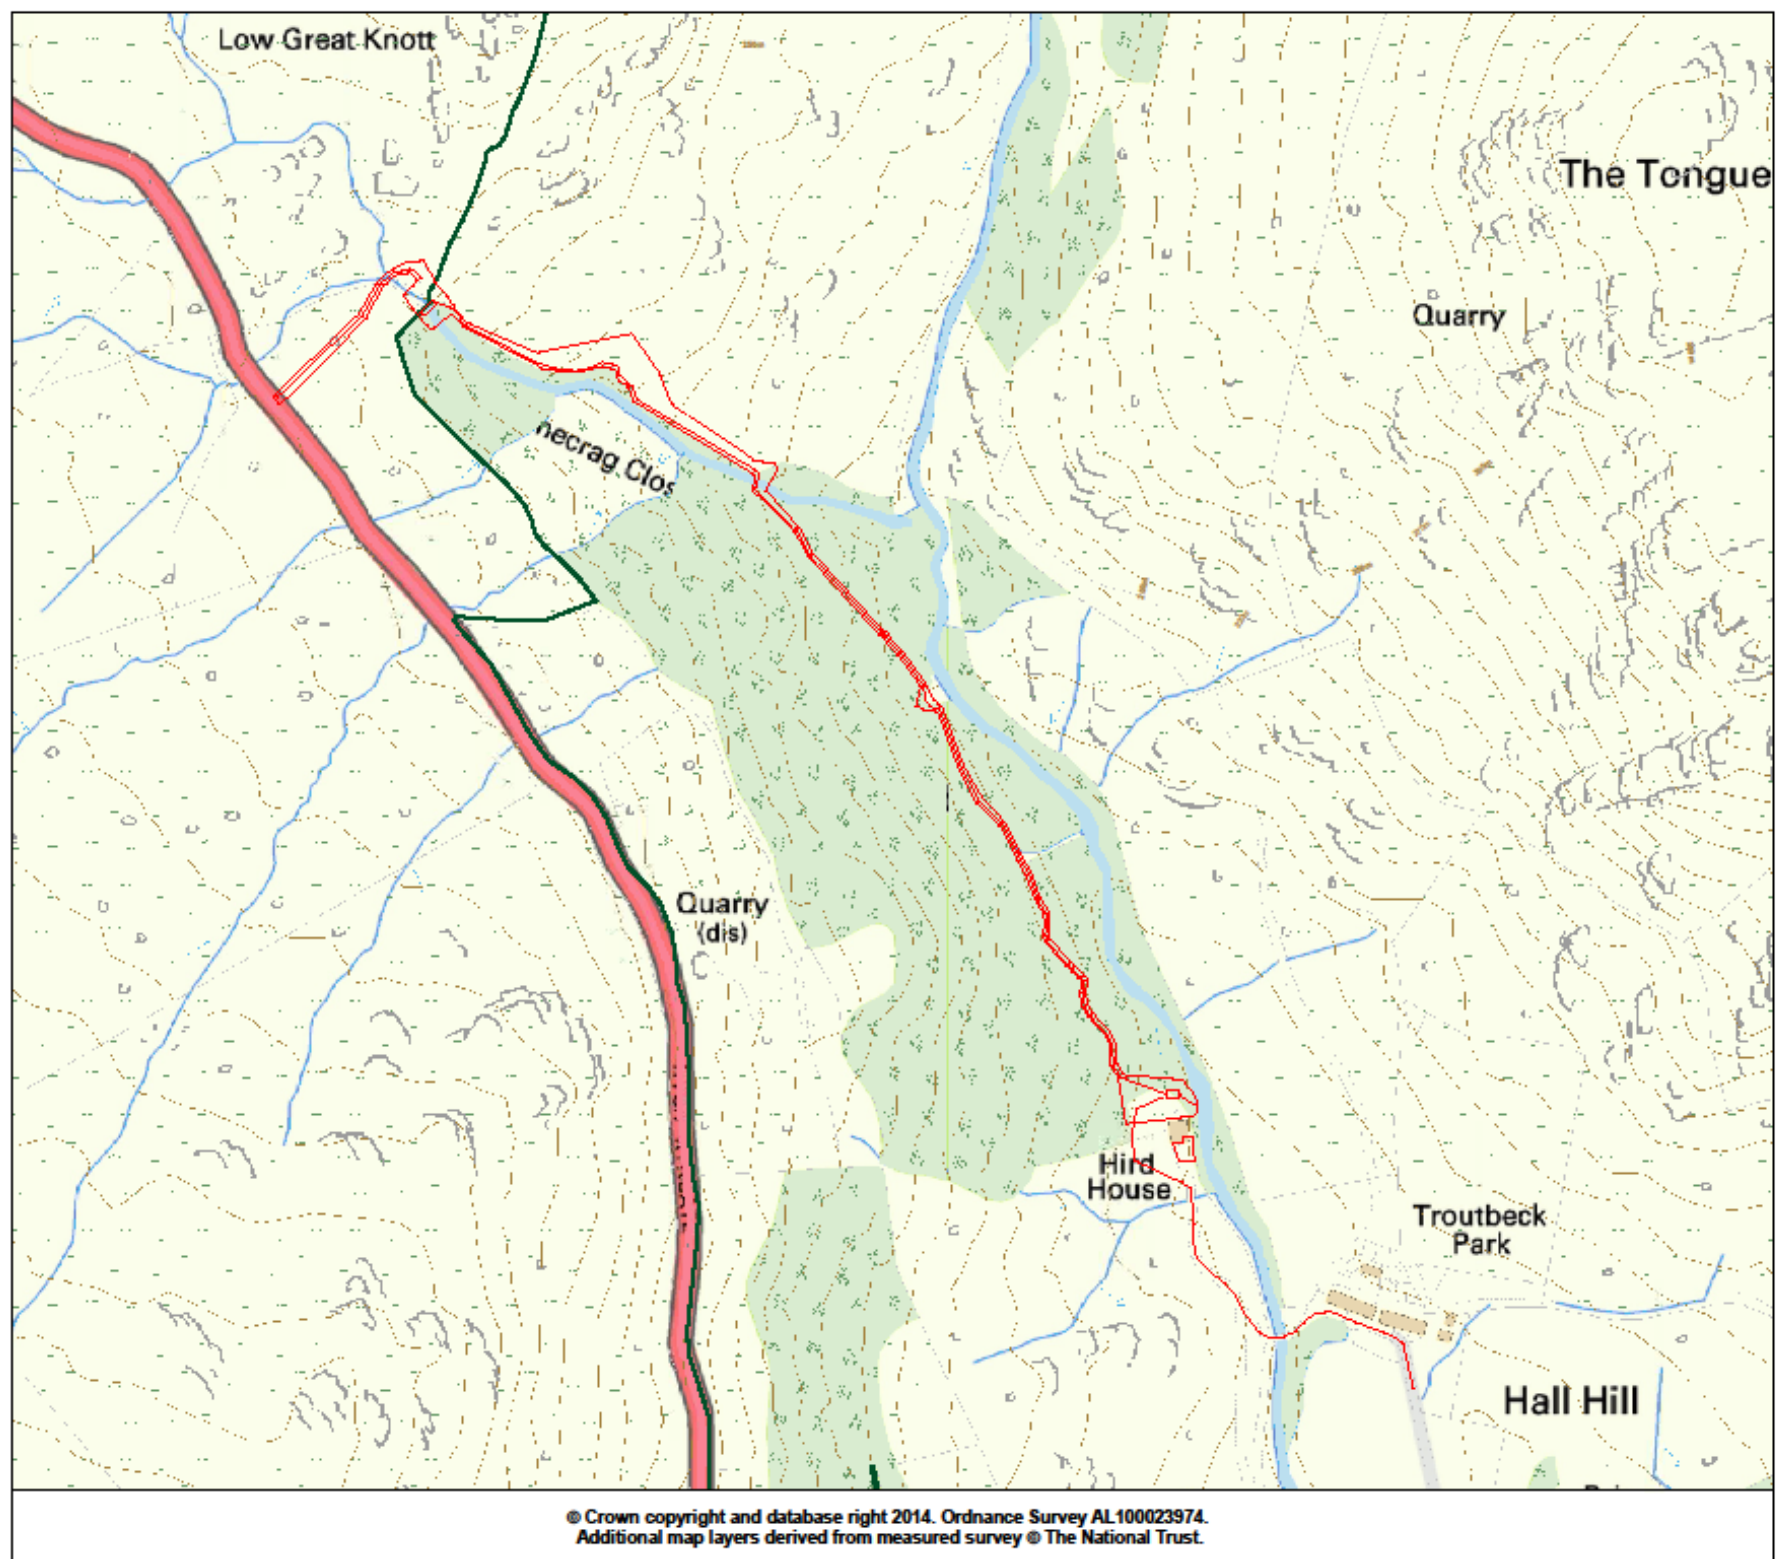 Low Great Knott
The Tongue
Quarry
necrag Clos
Quarry
(dis)
Hird
House
Troutbeck
Park
Hall Hill
© Crown copyright and database right 2014. Ordnance Survey AL100023974.
Additional map layers derived from measured survey © The National Trust.